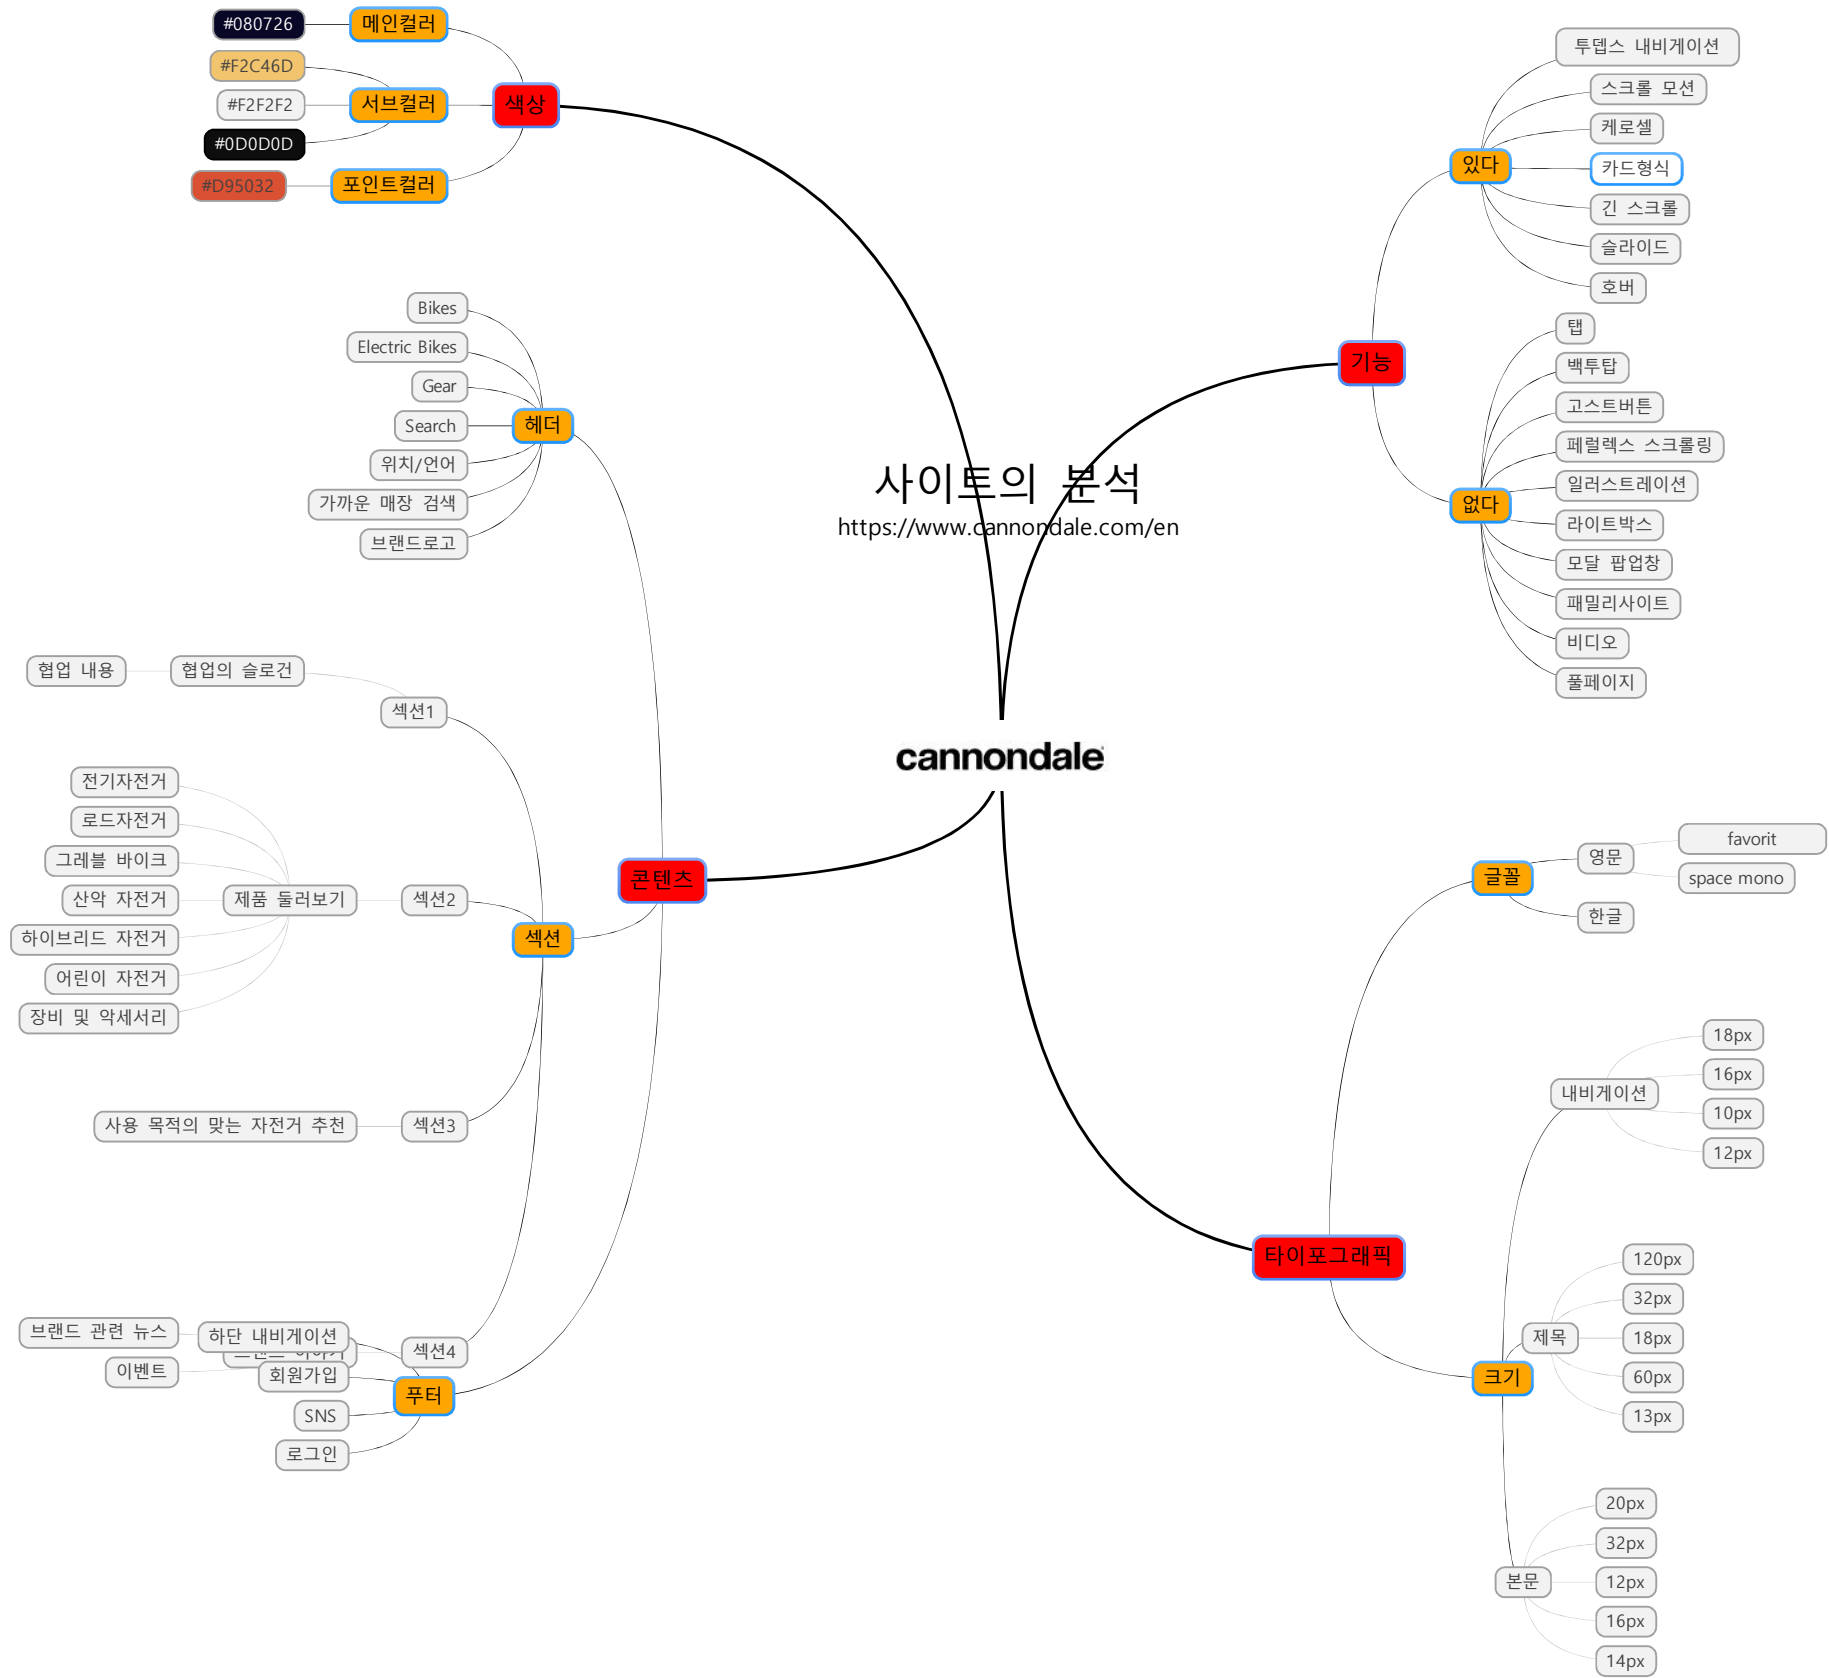 사이트의 분석
https://www.cannondale.com/en
cannondale
색상
메인컬러
#080726
서브컬러
#F2C46D
#F2F2F2
#0D0D0D
포인트컬러
#D95032
기능
있다
투뎁스 내비게이션
스크롤 모션
케로셀
카드형식
긴 스크롤
슬라이드
호버
없다
탭
백투탑
고스트버튼
페럴렉스 스크롤링
일러스트레이션
라이트박스
모달 팝업창
패밀리사이트
비디오
풀페이지
콘텐츠
헤더
Bikes
Electric Bikes
Gear
Search
위치/언어
가까운 매장 검색
브랜드로고
섹션
섹션1
협업의 슬로건
협업 내용
섹션2
제품 둘러보기
전기자전거
로드자전거
그레블 바이크
산악 자전거
하이브리드 자전거
어린이 자전거
장비 및 악세서리
섹션3
사용 목적의 맞는 자전거 추천
섹션4
브랜드 관련 뉴스
이벤트
푸터
하단 내비게이션
회원가입
SNS
로그인
타이포그래픽
글꼴
영문
favorit
space mono
한글
크기
내비게이션
18px
16px
10px
12px
제목
120px
32px
18px
60px
13px
본문
20px
32px
12px
16px
14px